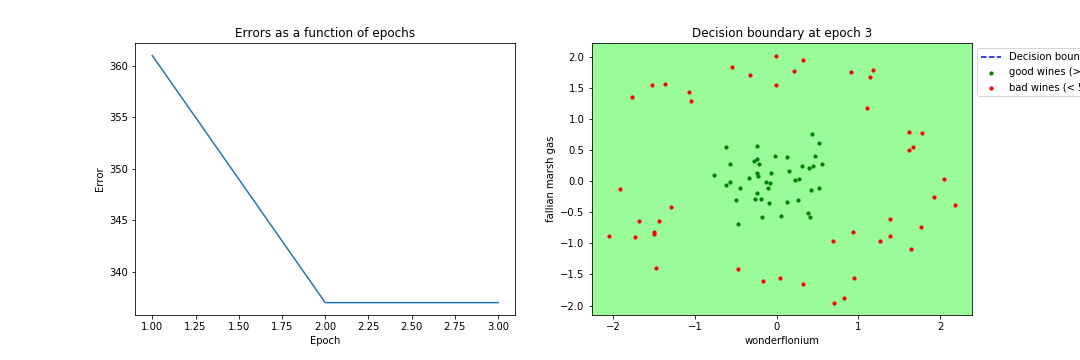 Errors as a function of epochs
360
355
350
345
340
Error
1.00 1.25 1.50 1.75 2.00 2.25 2.50 2.75 3.00
Epoch
Decision boundary at epoch 3
2.0
1.5
1.0
0.5
0.0
−0.5
−1.0
−1.5
−2.0
fallian marsh gas
−2 −1 0 1 2
wonderflonium
Decision boun
good wines (>
bad wines (<